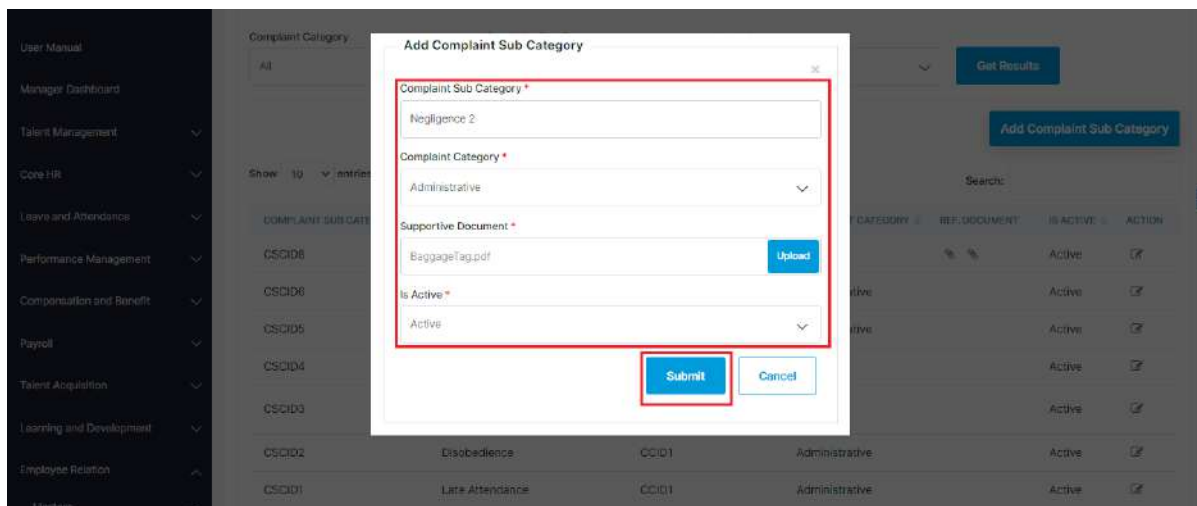 User Manual
Manager Dashboard
Talent Management
Core HR
Leave and Attendance
Performance Management
Compensation and Benefit
Payroll
Talent Acquisition
Learning and Development
Employee Relation
Complaint Category
All
Get Results
Add Complaint Sub Category
Show 10 entries
Search:
COMPLAINT SUB CATE
CATEGORY REF. DOCUMENT IS ACTIVE ACTION
CSCID8 Active
CSCID6 ative Active
CSCID5 ative Active
CSCID4 Active
CSCID3 Active
CSCID2 Disobedience CCID1 Administrative Active
CSCID1 Late Attendance CCID1 Administrative Active
Add Complaint Sub Category
×
Complaint Sub Category *
Negligence 2
Complaint Category *
Administrative
Supportive Document *
BaggageTag.pdf Upload
Is Active *
Active
Submit Cancel